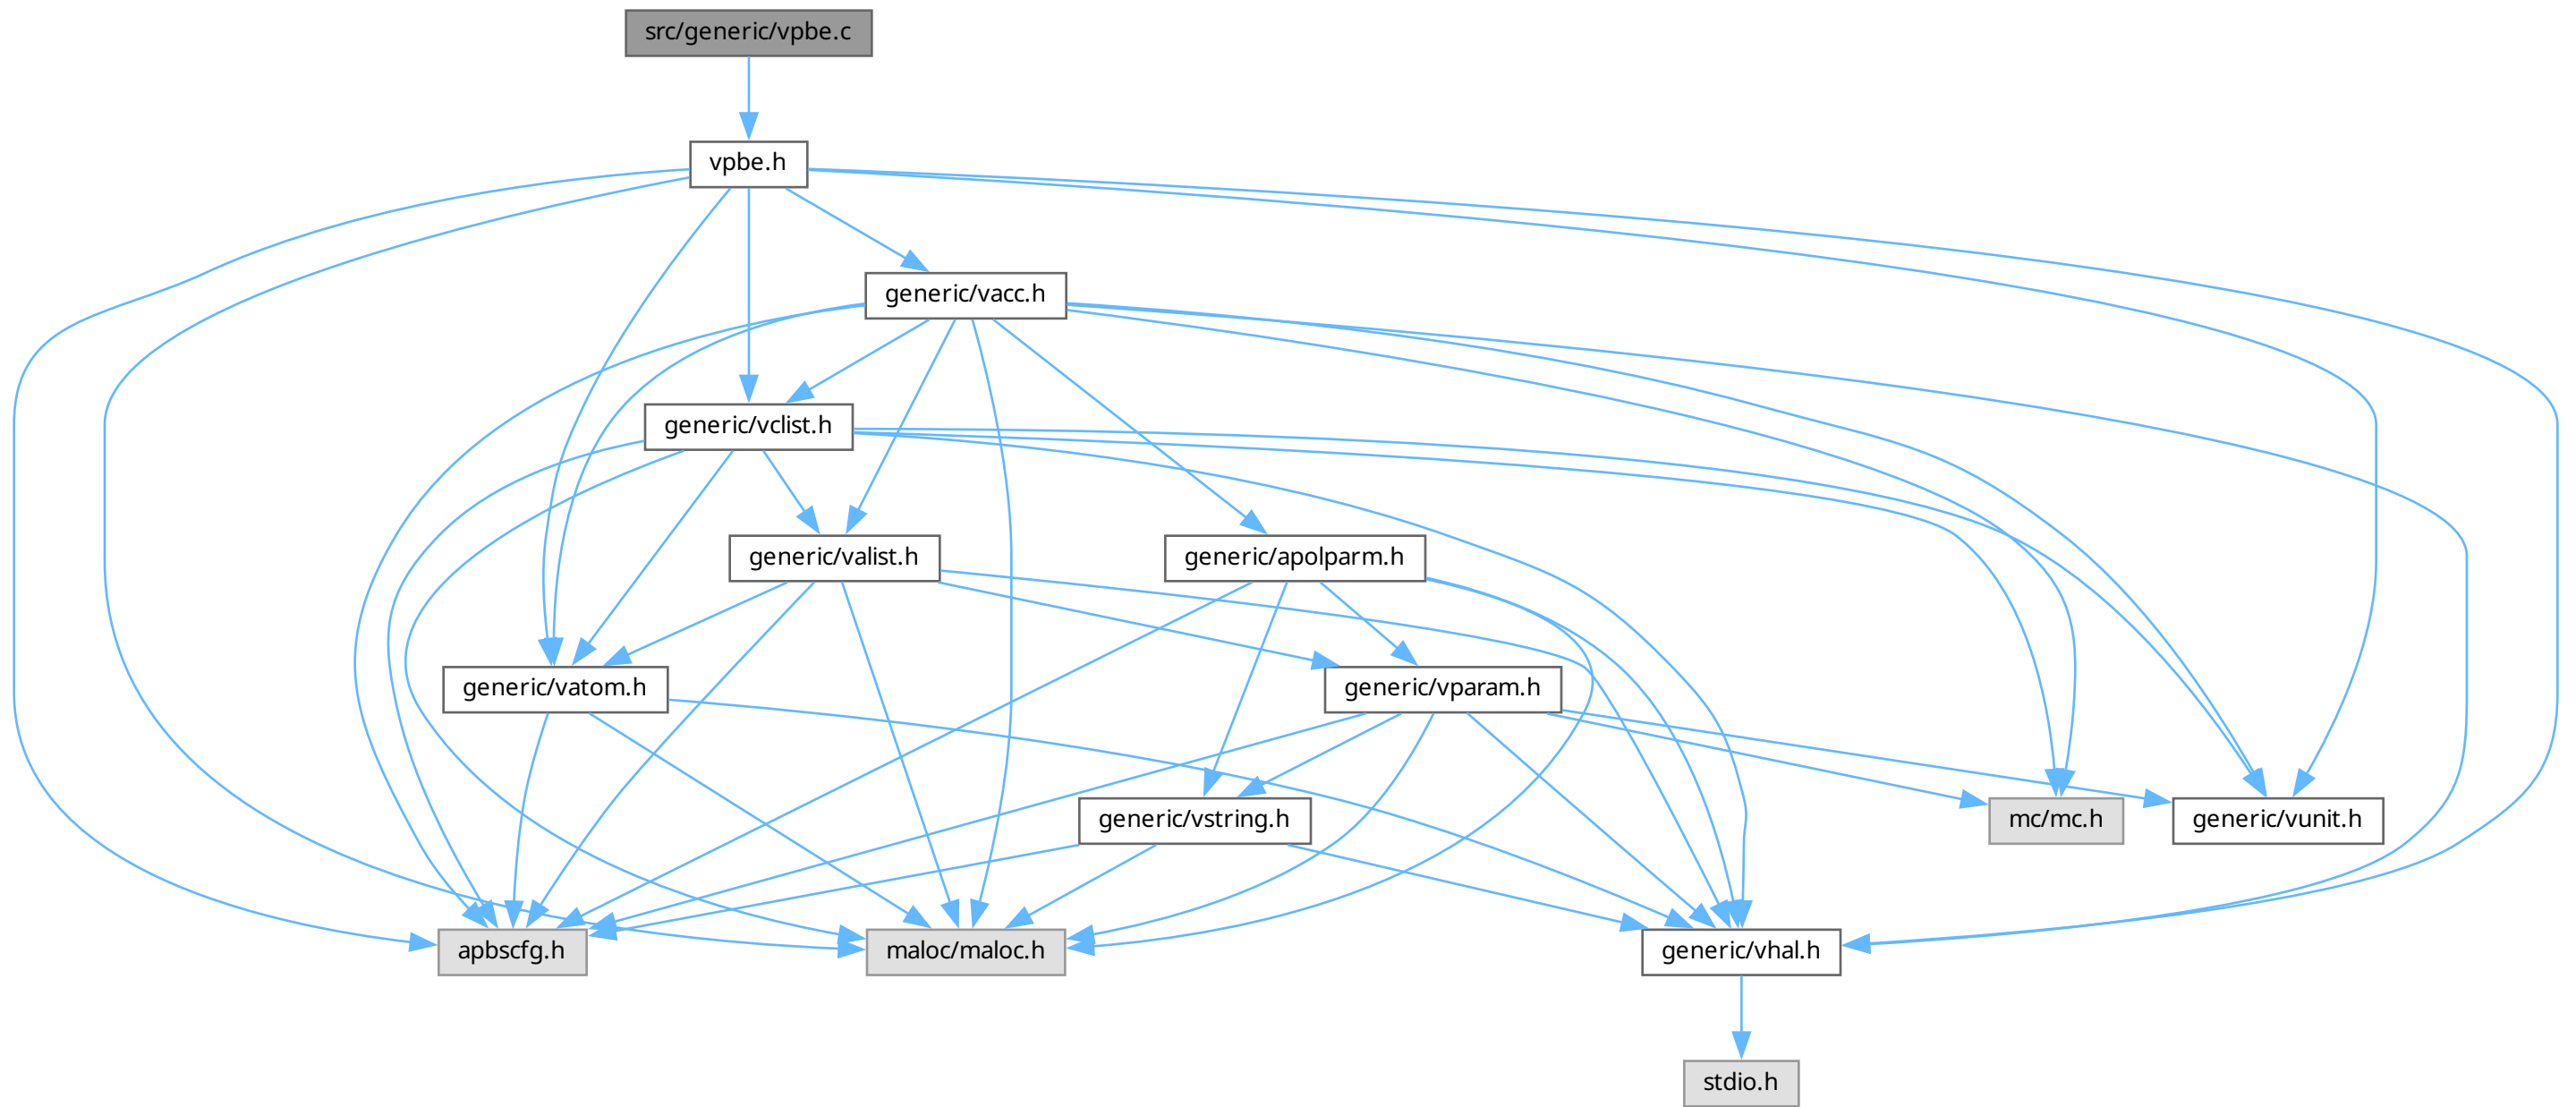 src/generic/vpbe.c
vpbe.h
generic/vacc.h
generic/vclist.h
generic/valist.h
generic/apolparm.h
generic/vatom.h
generic/vparam.h
generic/vstring.h
mc/mc.h
generic/vunit.h
apbscfg.h
maloc/maloc.h
generic/vhal.h
stdio.h